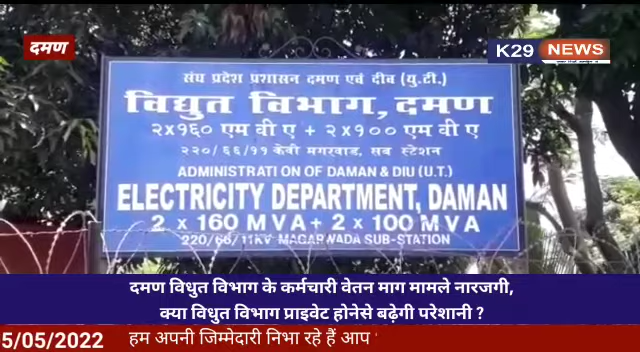 दमण
K29 NEWS
संघ प्रदेश प्रशासन दमण एवं दीव (यु.टी.)
विद्युत विभाग, दमण
२x१६० एम वी ए + २x१०० एम वी ए
२२०/६६/११ केवी मगरवाड, सब स्टेशन
ADMINISTRATION OF DAMAN & DIU (U.T.)
ELECTRICITY DEPARTMENT, DAMAN
2 x 160 MVA + 2 x 100 MVA
220/66/11KV MAGARWADA SUB-STATION
दमण विधुत विभाग के कर्मचारी वेतन माग मामले नारजगी,
क्या विधुत विभाग प्राइवेट होनेसे बढ़ेगी परेशानी ?
5/05/2022 हम अपनी जिम्मेदारी निभा रहे हैं आप